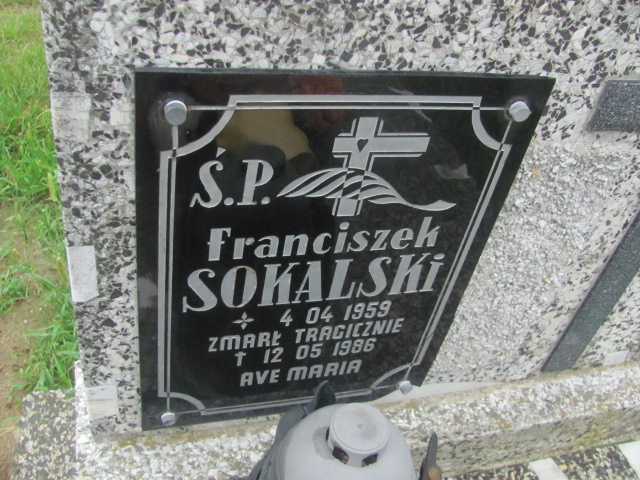 Ś.P.
Franciszek
SOKALSKI
4 04 1959
ZMARŁ TRAGICZNIE
† 12 05 1986
AVE MARIA